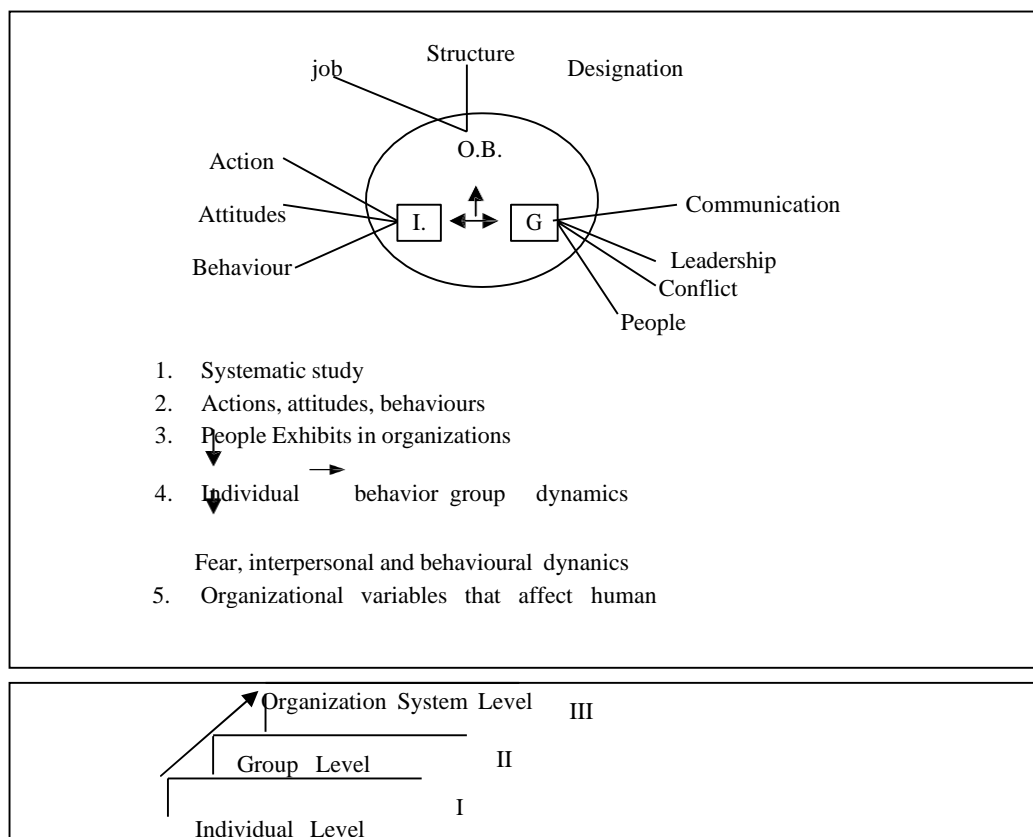 Structure
job
Designation
O.B.
Action
I.
G
Communication
Attitudes
Behaviour
Leadership
Conflict
People
1. Systematic study
2. Actions, attitudes, behaviours
3. People Exhibits in organizations
4. Individual behavior group dynamics
Fear, interpersonal and behavioural dynanics
5. Organizational variables that affect human
Organization System Level III
Group Level II
Individual Level I